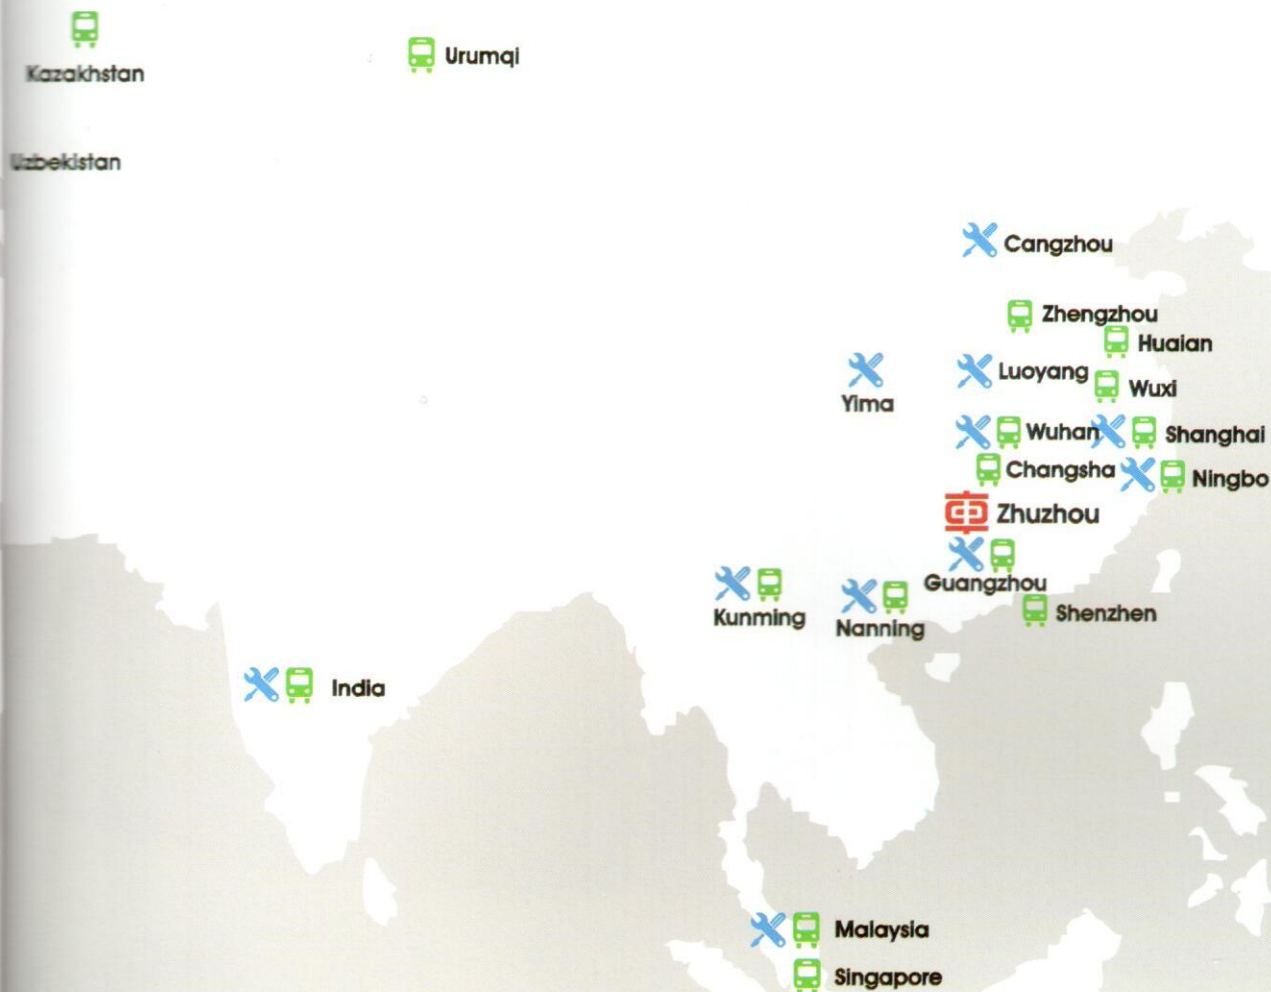 Kazakhstan
Urumqi
Uzbekistan
Cangzhou
Zhengzhou
Huaian
Luoyang
Wuxi
Yima
Wuhan
Shanghai
Changsha
Ningbo
Zhuzhou
Guangzhou
Kunming
Nanning
Shenzhen
India
Malaysia
Singapore